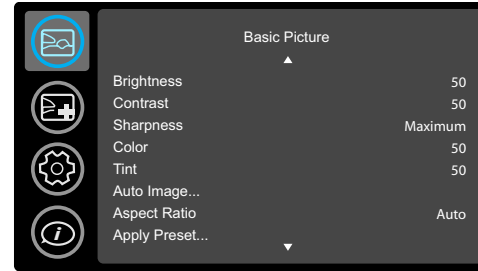 Basic Picture
Brightness 50
Contrast 50
Sharpness Maximum
Color 50
Tint 50
Auto Image...
Aspect Ratio Auto
Apply Preset...